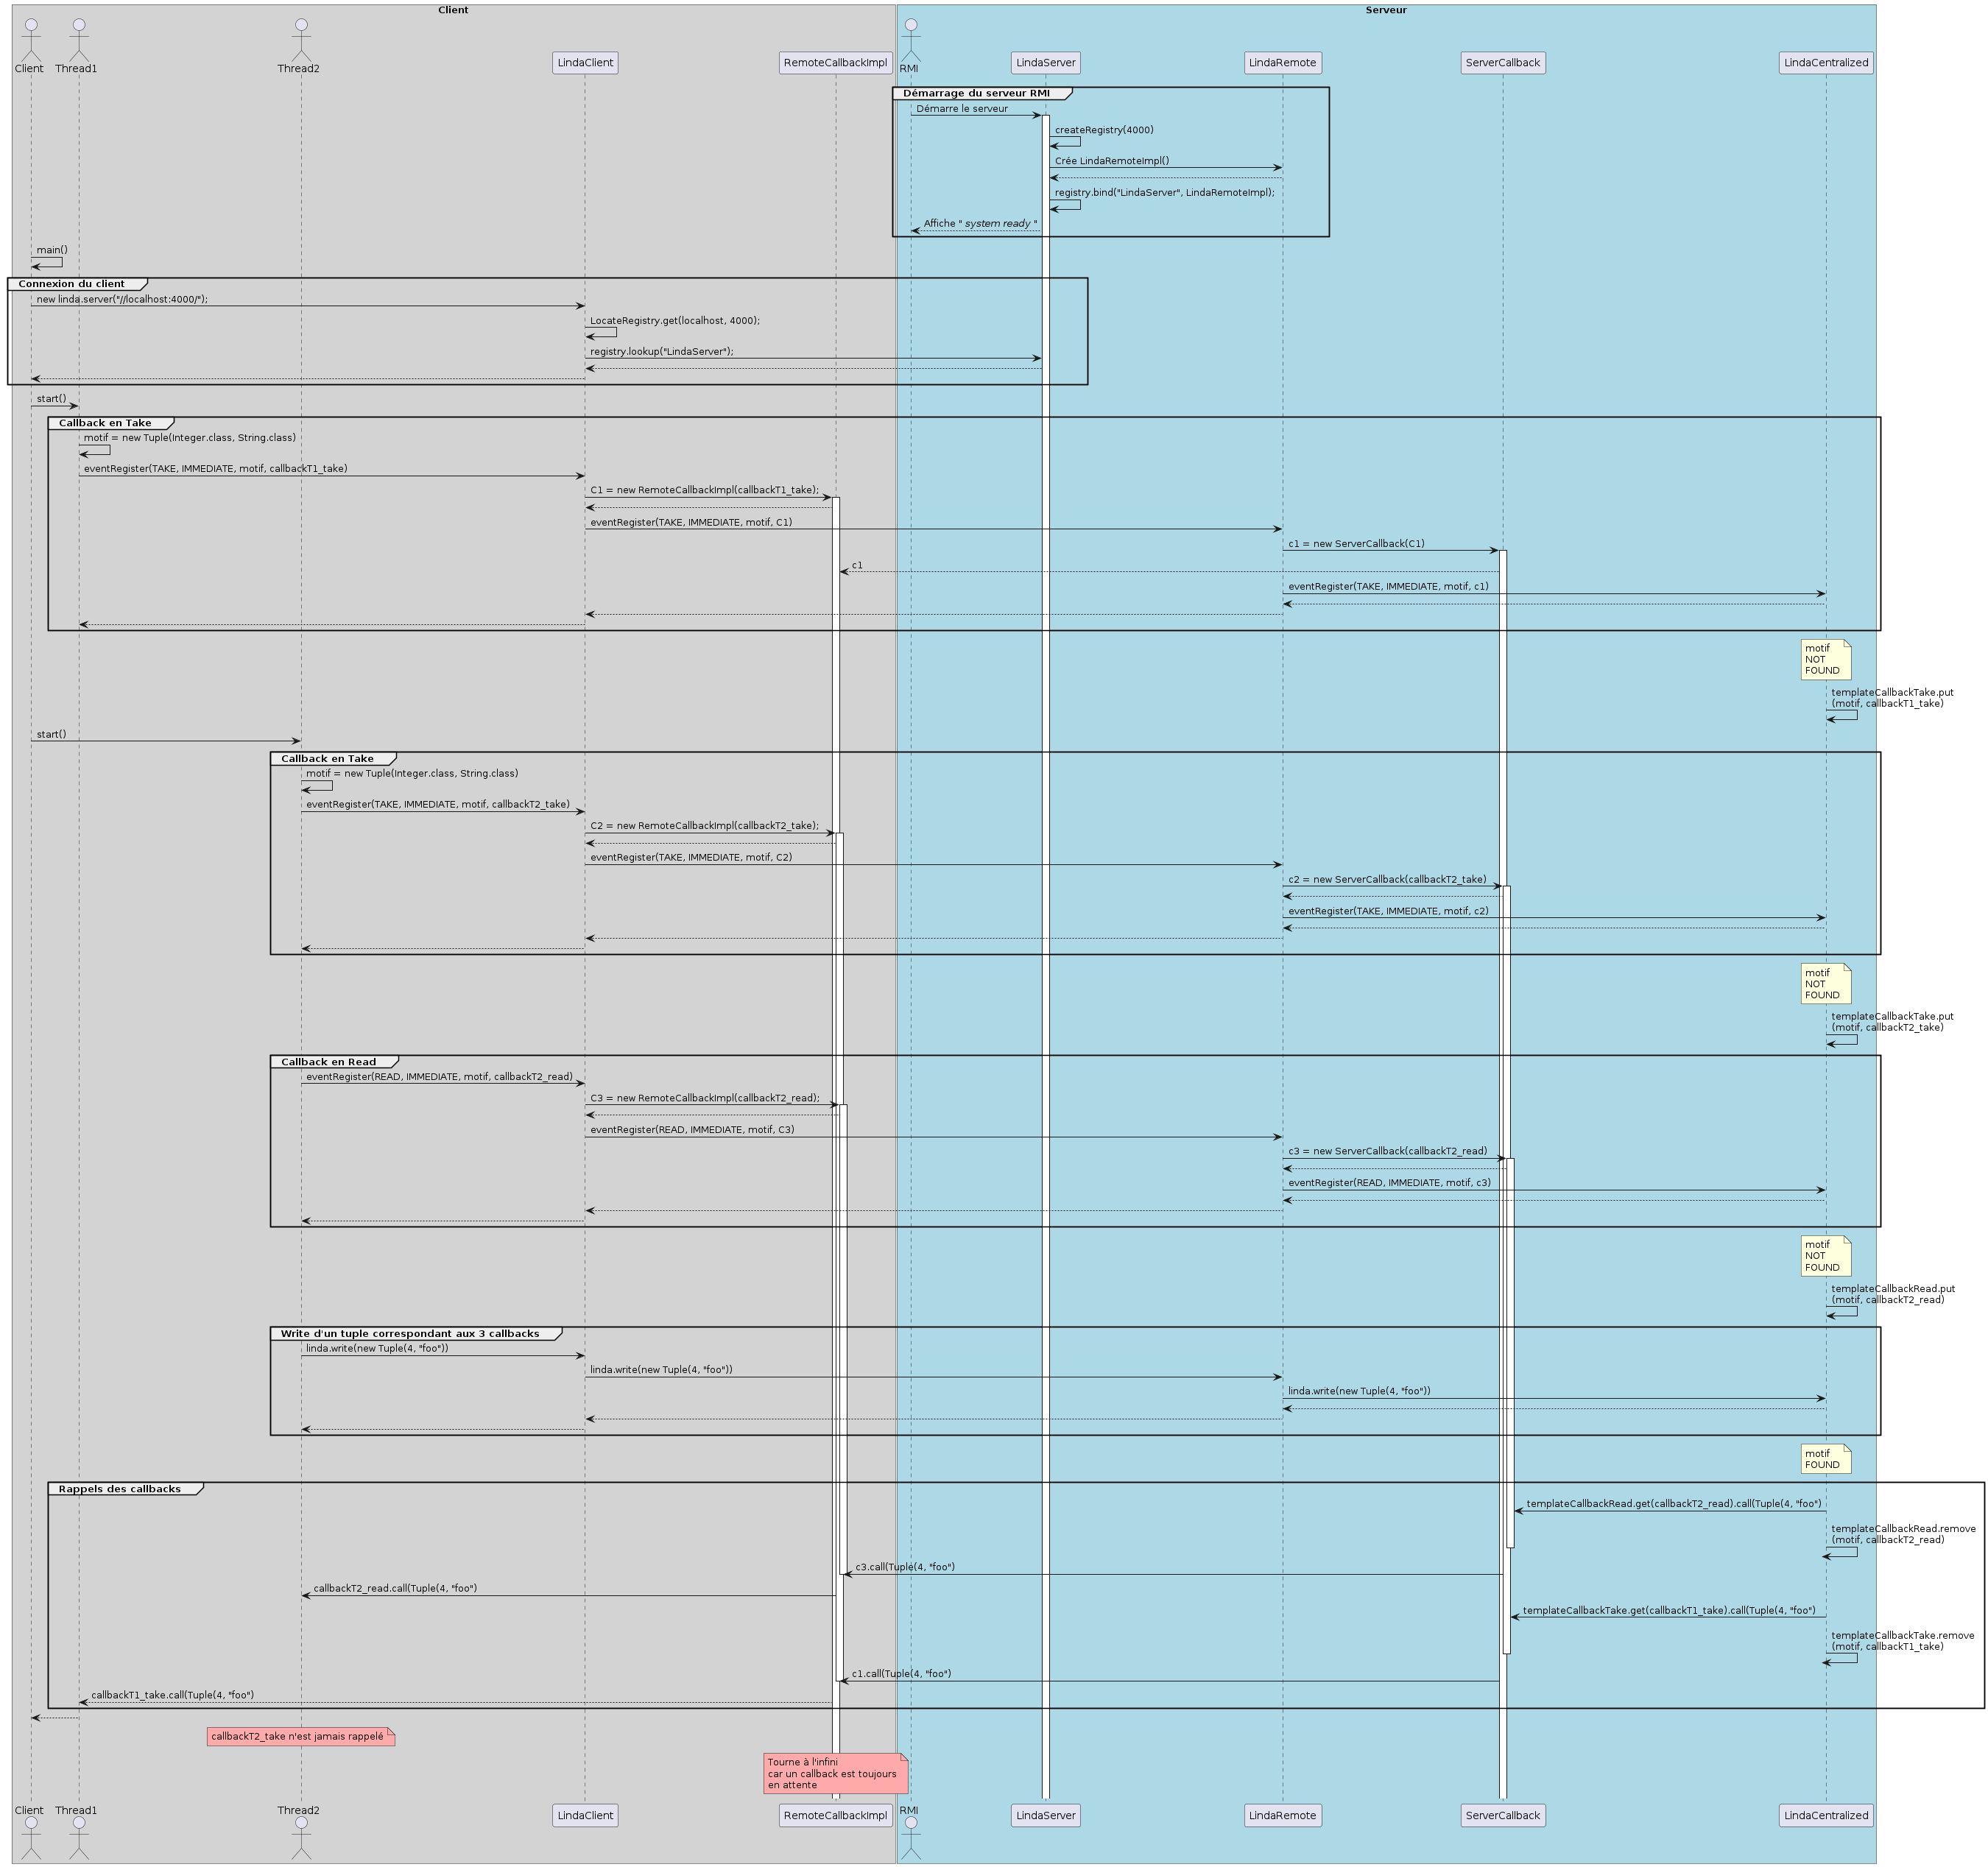 Client
Serveur
Client
Thread1
Thread2
LindaClient
RemoteCallbackImpl
RMI
LindaServer
LindaRemote
ServerCallback
LindaCentralized
Démarrage du serveur RMI
Démarre le serveur
createRegistry(4000)
Crée LindaRemoteImpl()
registry.bind("LindaServer", LindaRemoteImpl);
Affiche " system ready "
main()
Connexion du client
new linda.server("//localhost:4000/");
LocateRegistry.get(localhost, 4000);
registry.lookup("LindaServer");
start()
Callback en Take
motif = new Tuple(Integer.class, String.class)
eventRegister(TAKE, IMMEDIATE, motif, callbackT1_take)
C1 = new RemoteCallbackImpl(callbackT1_take);
eventRegister(TAKE, IMMEDIATE, motif, C1)
c1 = new ServerCallback(C1)
c1
eventRegister(TAKE, IMMEDIATE, motif, c1)
motif
NOT
FOUND
templateCallbackTake.put
(motif, callbackT1_take)
start()
Callback en Take
motif = new Tuple(Integer.class, String.class)
eventRegister(TAKE, IMMEDIATE, motif, callbackT2_take)
C2 = new RemoteCallbackImpl(callbackT2_take);
eventRegister(TAKE, IMMEDIATE, motif, C2)
c2 = new ServerCallback(callbackT2_take)
eventRegister(TAKE, IMMEDIATE, motif, c2)
motif
NOT
FOUND
templateCallbackTake.put
(motif, callbackT2_take)
Callback en Read
eventRegister(READ, IMMEDIATE, motif, callbackT2_read)
C3 = new RemoteCallbackImpl(callbackT2_read);
eventRegister(READ, IMMEDIATE, motif, C3)
c3 = new ServerCallback(callbackT2_read)
eventRegister(READ, IMMEDIATE, motif, c3)
motif
NOT
FOUND
templateCallbackRead.put
(motif, callbackT2_read)
Write d'un tuple correspondant aux 3 callbacks
linda.write(new Tuple(4, "foo"))
linda.write(new Tuple(4, "foo"))
linda.write(new Tuple(4, "foo"))
motif
FOUND
Rappels des callbacks
templateCallbackRead.get(callbackT2_read).call(Tuple(4, "foo")
templateCallbackRead.remove
(motif, callbackT2_read)
c3.call(Tuple(4, "foo")
callbackT2_read.call(Tuple(4, "foo")
templateCallbackTake.get(callbackT1_take).call(Tuple(4, "foo")
templateCallbackTake.remove
(motif, callbackT1_take)
c1.call(Tuple(4, "foo")
callbackT1_take.call(Tuple(4, "foo")
callbackT2_take n'est jamais rappelé
Tourne à l'infini
car un callback est toujours
en attente
Client
Thread1
Thread2
LindaClient
RemoteCallbackImpl
RMI
LindaServer
LindaRemote
ServerCallback
LindaCentralized